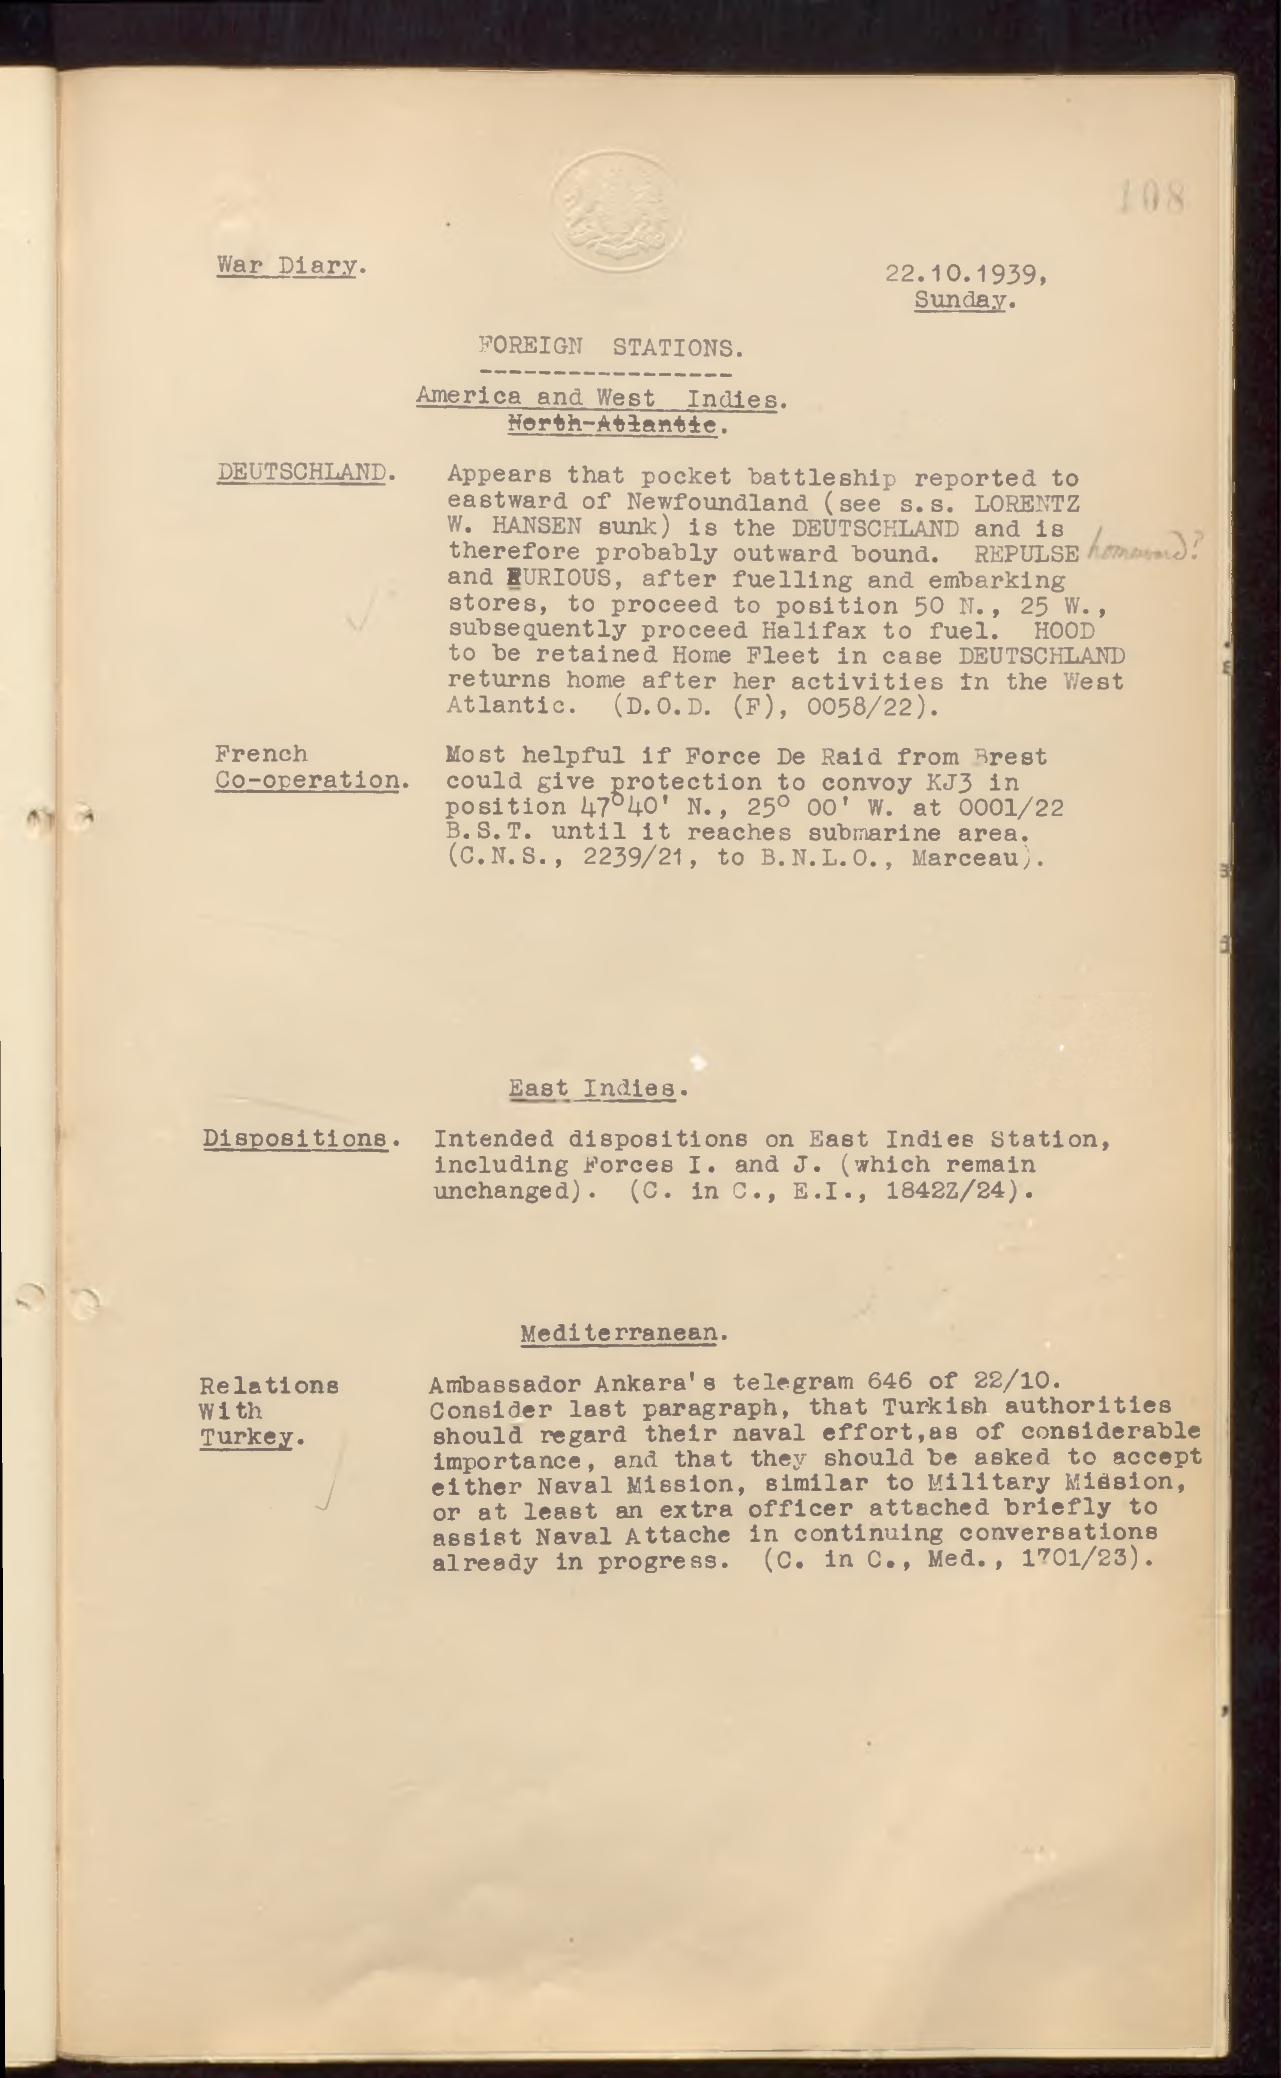 108
War Diary.
22.10.1939,
Sunday.
FOREIGN STATIONS.
America and West Indies.
North-Atlantic.
DEUTSCHLAND.
Appears that pocket battleship reported to
eastward of Newfoundland (see s.s. LORENTZ
W. HANSEN sunk) is the DEUTSCHLAND and is
therefore probably outward bound. REPULSE homeward?
and FURIOUS, after fuelling and embarking
stores, to proceed to position 50 N., 25 W.,
subsequently proceed Halifax to fuel. HOOD
to be retained Home Fleet in case DEUTSCHLAND
returns home after her activities in the West
Atlantic. (D.O.D. (F), 0058/22).
French
Co-operation.
Most helpful if Force De Raid from Brest
could give protection to convoy KJ3 in
position 47°40' N., 25° 00' W. at 0001/22
B.S.T. until it reaches submarine area.
(C.N.S., 2239/21, to B.N.L.O., Marceau).
East Indies.
Dispositions.
Intended dispositions on East Indies Station,
including Forces I. and J. (which remain
unchanged). (C. in C., E.I., 1842Z/24).
Mediterranean.
Relations
With
Turkey.
Ambassador Ankara's telegram 646 of 22/10.
Consider last paragraph, that Turkish authorities
should regard their naval effort,as of considerable
importance, and that they should be asked to accept
either Naval Mission, similar to Military Mission,
or at least an extra officer attached briefly to
assist Naval Attache in continuing conversations
already in progress. (C. in C., Med., 1701/23).